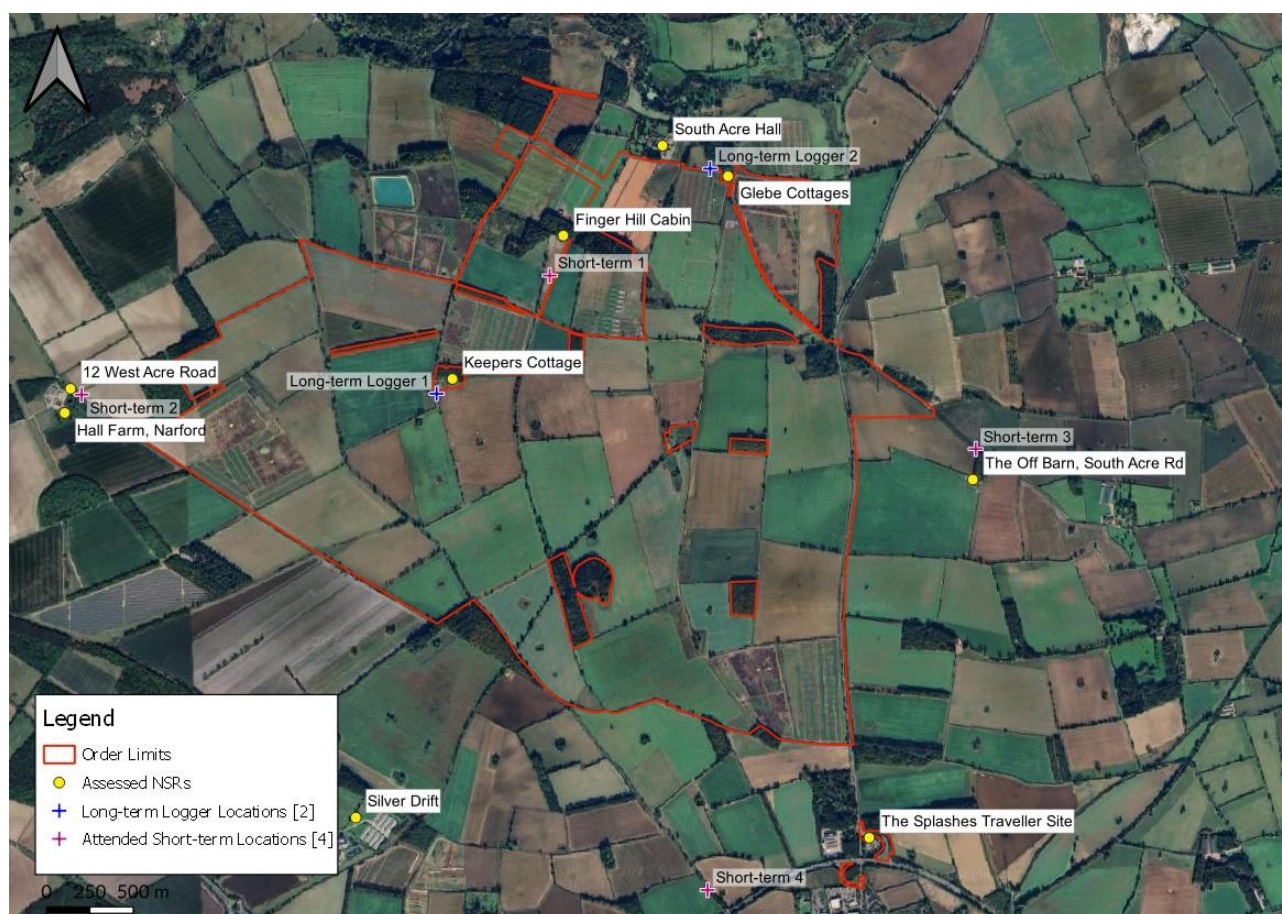 South Acre Hall
Long-term Logger 2
Glebe Cottages
Finger Hill Cabin
Short-term 1
Keepers Cottage
Long-term Logger 1
12 West Acre Road
Short-term 2
Hall Farm, Narford
Short-term 3
The Off Barn, South Acre Rd
Silver Drift
The Splashes Traveller Site
Short-term 4
Legend
Order Limits
Assessed NSRs
Long-term Logger Locations [2]
Attended Short-term Locations [4]
0 250 500 m